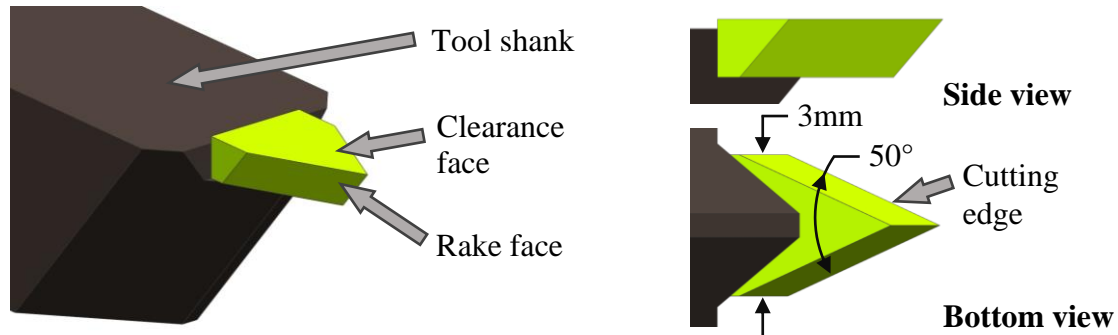 Tool shank
Clearance
face
Rake face
Side view
3mm
50°
Cutting
edge
Bottom view